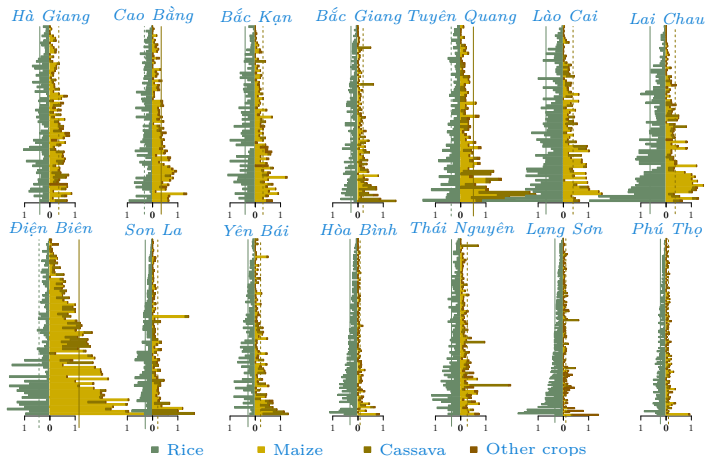 Hà Giang Cao Bằng Bắc Kạn Bắc Giang Tuyên Quang Lào Cai Lai Chau
1 0 1 1 0 1 1 0 1 1 0 1 1 0 1 1 0 1 1 0 1
Điện Biên Son La Yên Bái Hòa Bình Thái Nguyên Lạng Sơn Phú Thọ
1 0 1 1 0 1 1 0 1 1 0 1 1 0 1 1 0 1 1 0 1
Rice Maize Cassava Other crops